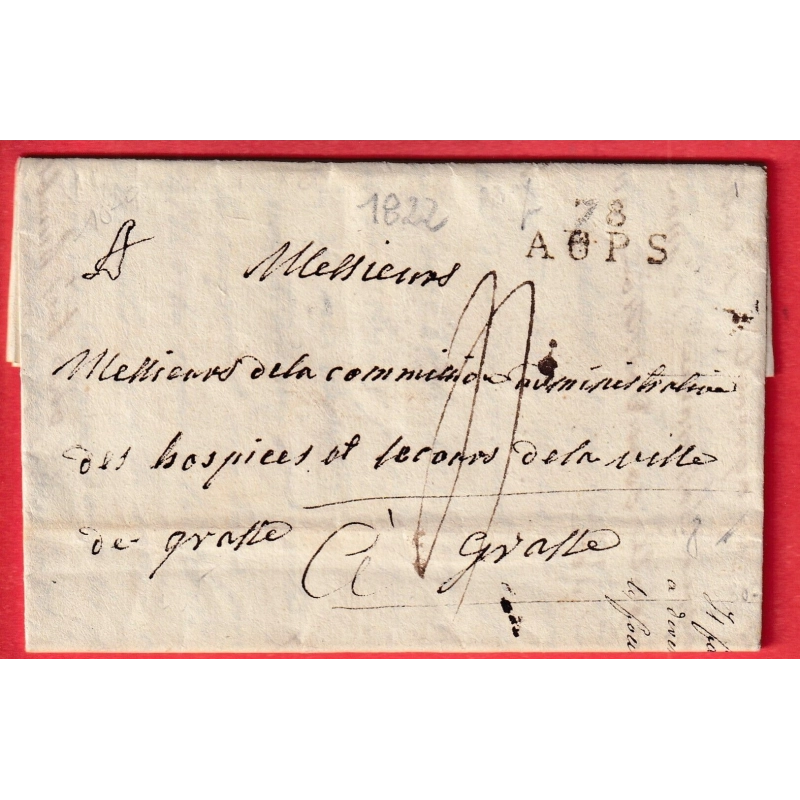 1822
78
AUPS
A Messieurs
Messieurs de la commission administrative
des hospices et secours de la ville
de grasse à Grasse